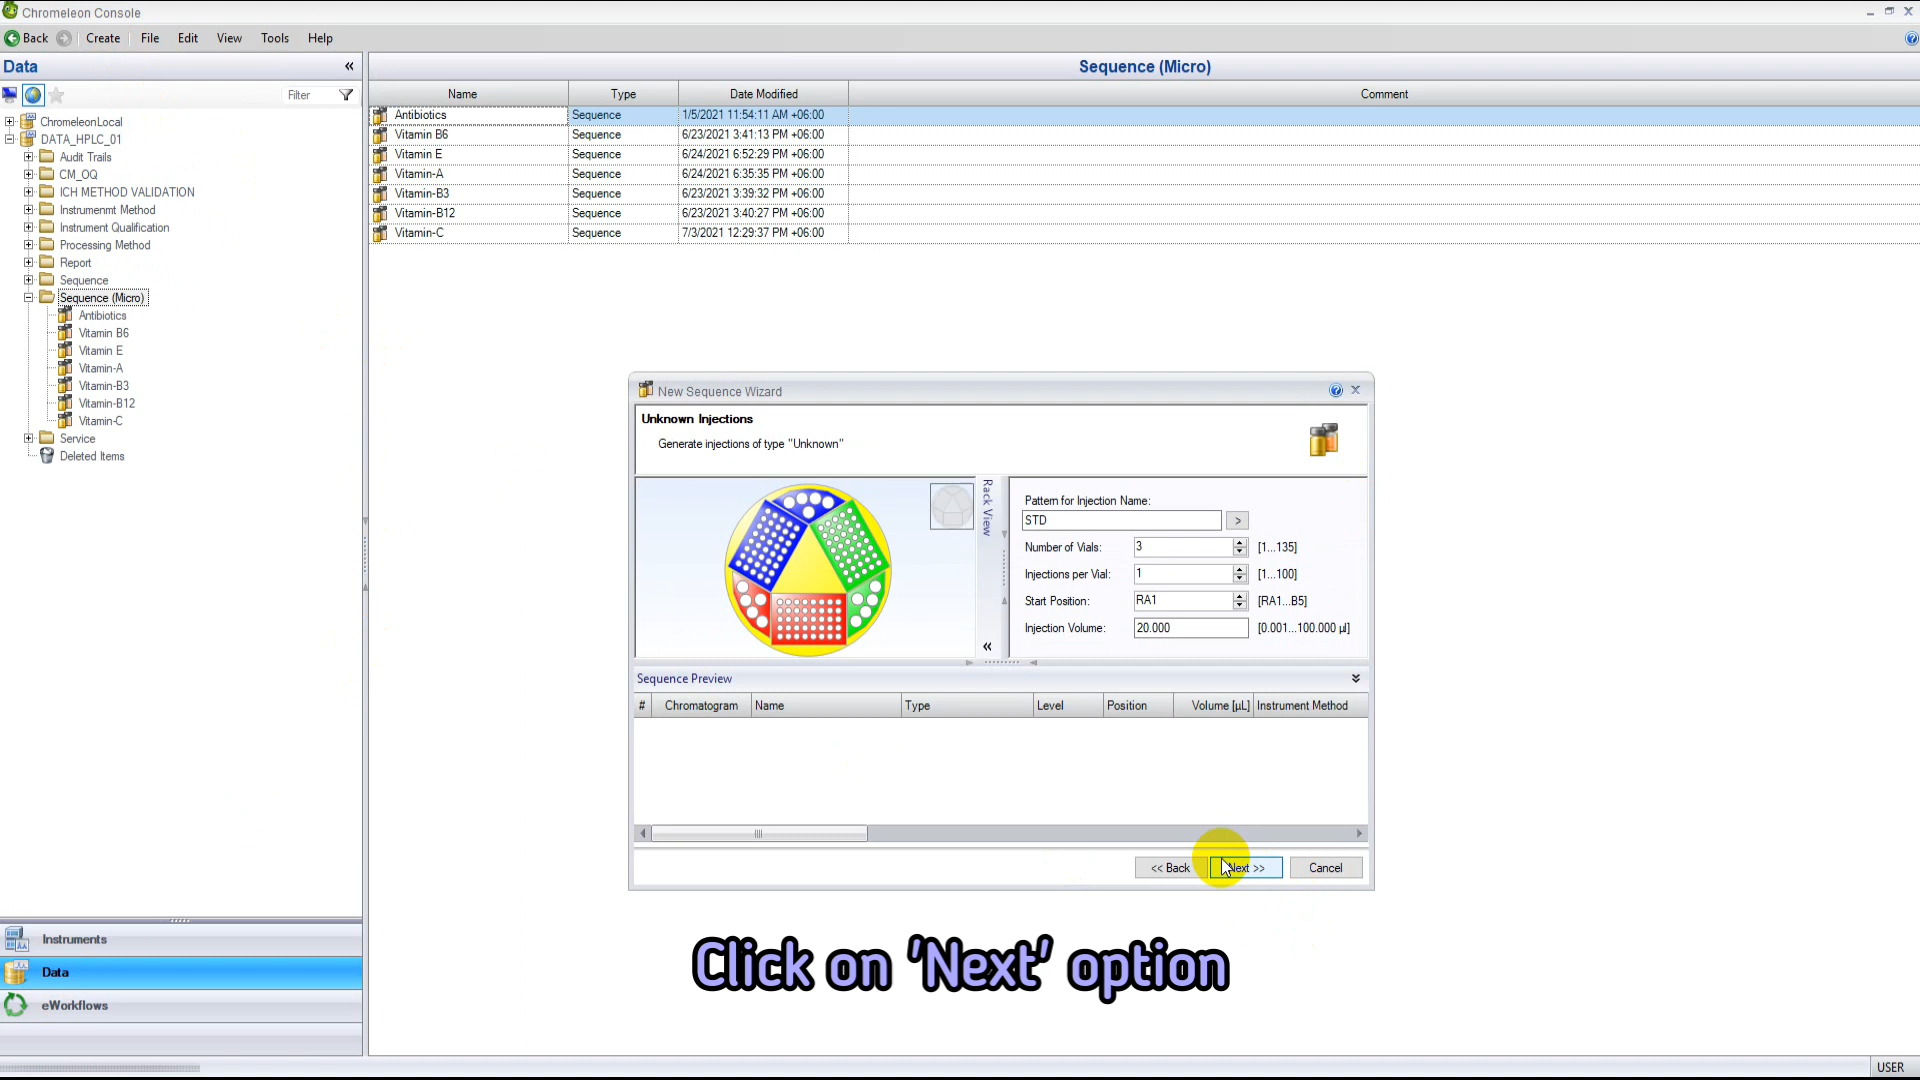 Chromeleon Console
Back Create File Edit View Tools Help
Data
Sequence (Micro)
Filter
Name Type Date Modified Comment
Antibiotics Sequence 1/5/2021 11:54:11 AM +06:00
Vitamin B6 Sequence 6/23/2021 3:41:13 PM +06:00
Vitamin E Sequence 6/24/2021 6:52:29 PM +06:00
Vitamin-A Sequence 6/24/2021 6:35:35 PM +06:00
Vitamin-B3 Sequence 6/23/2021 3:39:32 PM +06:00
Vitamin-B12 Sequence 6/23/2021 3:40:27 PM +06:00
Vitamin-C Sequence 7/3/2021 12:29:37 PM +06:00
ChromeleonLocal
DATA_HPLC_01
Audit Trails
CM_OQ
ICH METHOD VALIDATION
Instrumenmt Method
Instrument Qualification
Processing Method
Report
Sequence
Sequence (Micro)
Antibiotics
Vitamin B6
Vitamin E
Vitamin-A
Vitamin-B3
Vitamin-B12
Vitamin-C
Service
Deleted Items
Instruments
Data
eWorkflows
New Sequence Wizard
Unknown Injections
Generate injections of type "Unknown"
Rack View
Pattern for Injection Name:
STD >
Number of Vials: 3 [1...135]
Injections per Vial: 1 [1...100]
Start Position: RA1 [RA1...B5]
Injection Volume: 20.000 [0.001...100.000 µl]
Sequence Preview
# Chromatogram Name Type Level Position Volume [µL] Instrument Method
<< Back Next >> Cancel
Click on 'Next' option
USER